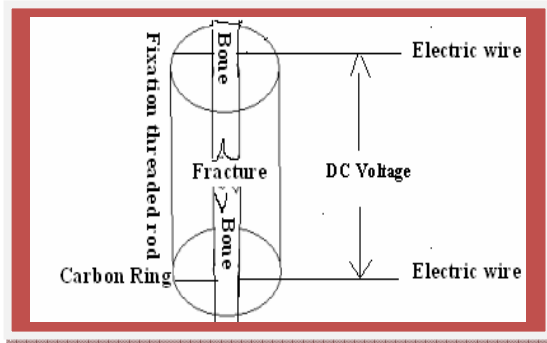 Fixation threaded rod
Bone
Electric wire
Fracture
DC Voltage
Bone
Carbon Ring
Electric wire